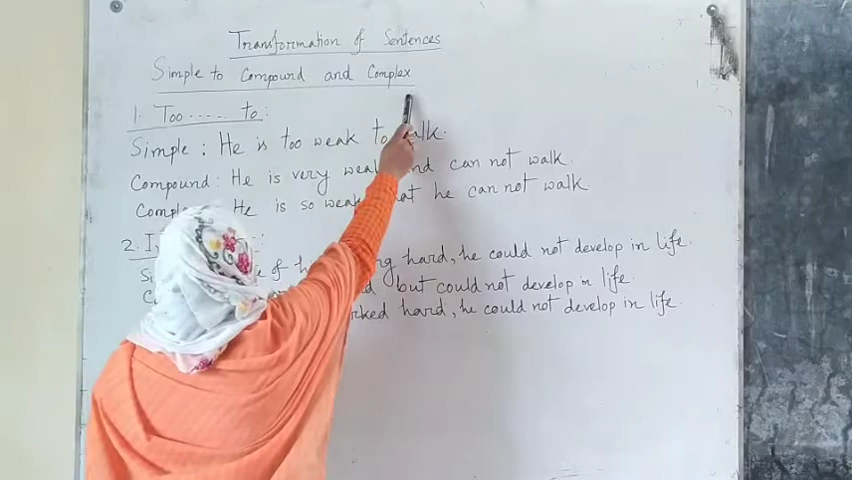 Transformation of Sentences
Simple to Compound and Complex
1. Too .... to:
Simple: He is too weak to walk.
Compound: He is very weak and can not walk.
He is so weak that he can not walk.
2. :
of hard, he could not develop in life.
but could not develop in life.
hard, he could not develop in life.